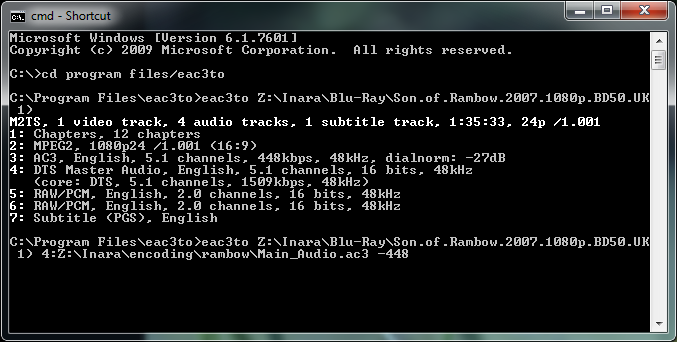 cmd - Shortcut
Microsoft Windows [Version 6.1.7601]
Copyright (c) 2009 Microsoft Corporation.  All rights reserved.
C:\>cd program files/eac3to
C:\Program Files\eac3to>eac3to Z:\Inara\Blu-Ray\Son.of.Rambow.2007.1080p.BD50.UK
 1)
M2TS, 1 video track, 4 audio tracks, 1 subtitle track, 1:35:33, 24p /1.001
1: Chapters, 12 chapters
2: MPEG2, 1080p24 /1.001 (16:9)
3: AC3, English, 5.1 channels, 448kbps, 48kHz, dialnorm: -27dB
4: DTS Master Audio, English, 5.1 channels, 16 bits, 48kHz
   (core: DTS, 5.1 channels, 1509kbps, 48kHz)
5: RAW/PCM, English, 2.0 channels, 16 bits, 48kHz
6: RAW/PCM, English, 2.0 channels, 16 bits, 48kHz
7: Subtitle (PGS), English
C:\Program Files\eac3to>eac3to Z:\Inara\Blu-Ray\Son.of.Rambow.2007.1080p.BD50.UK
 1) 4:Z:\Inara\encoding\rambow\Main_Audio.ac3 -448